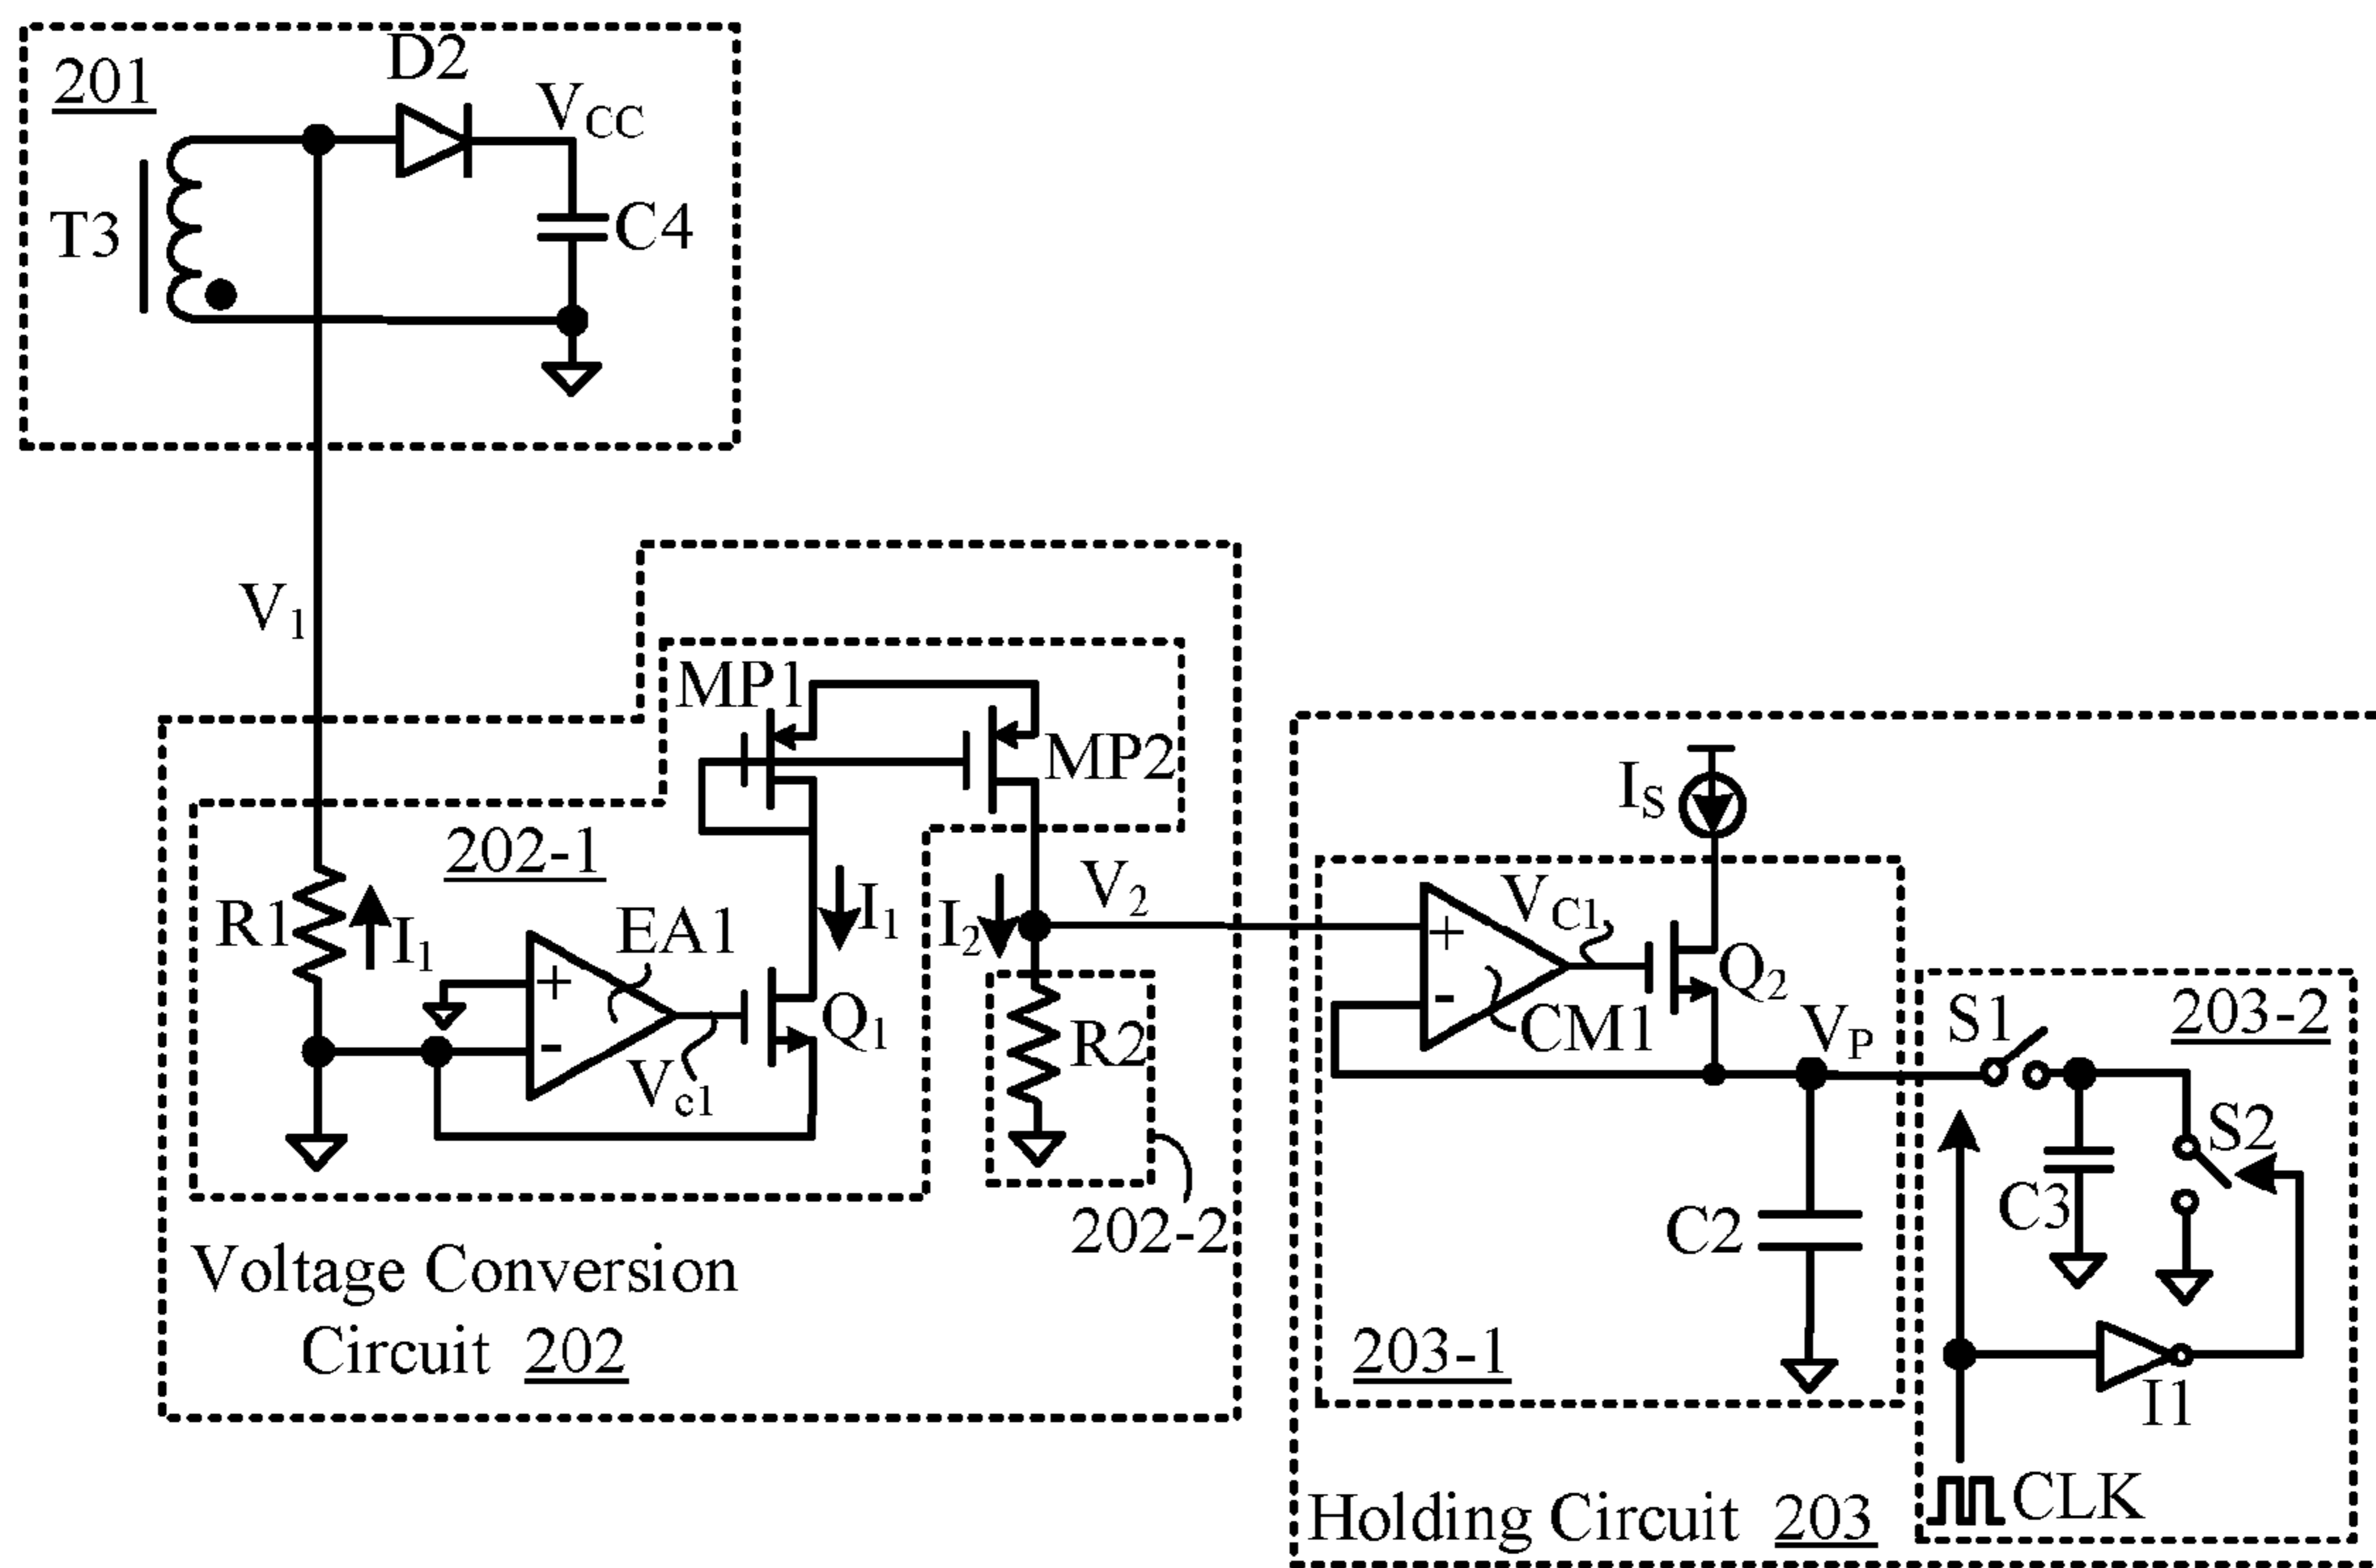 201
D2
VCC
T3
C4
V1
MP1
MP2
202-1
R1
I1
EA1
I1
I2
V2
Q1
Vc1
R2
202-2
Voltage Conversion
Circuit 202
IS
VC1
Q2
CM1
VP
S1
203-2
S2
C3
C2
203-1
I1
CLK
Holding Circuit 203
+
-
+
-